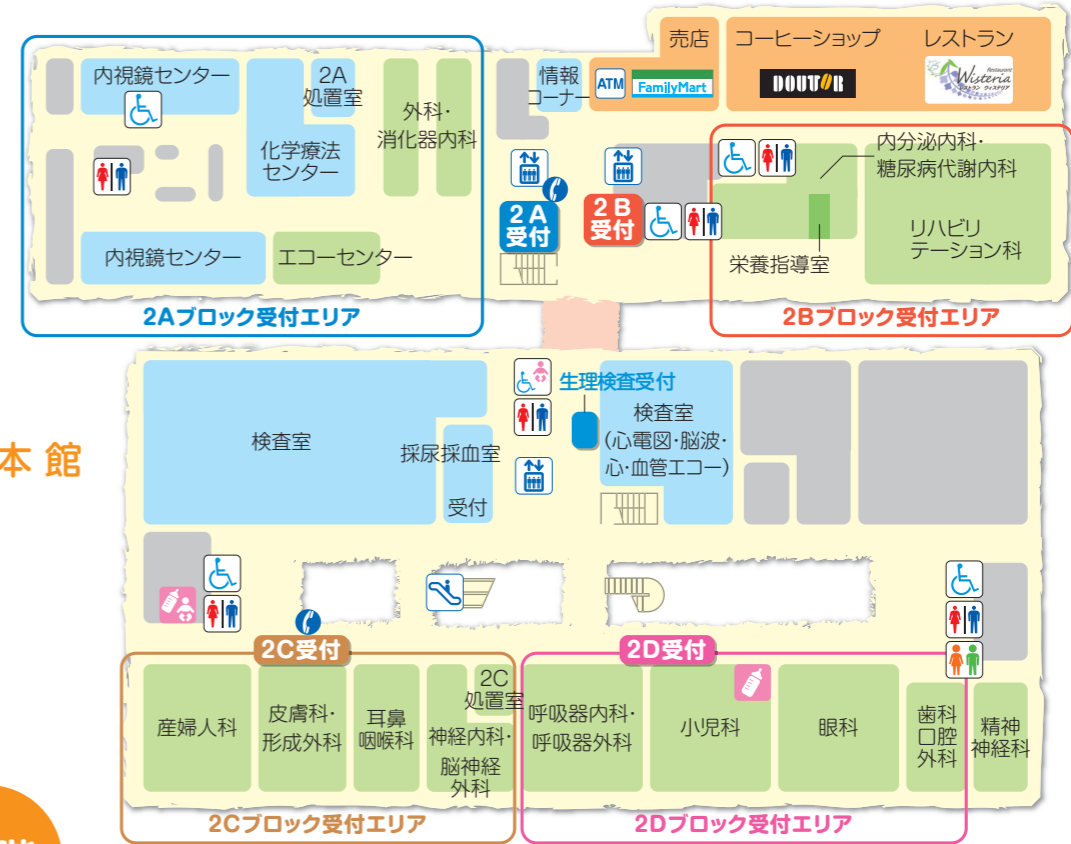 売店
コーヒーショップ
レストラン
ATM
FamilyMart
DOUTOR
Restaurant
Wisteria
レストラン ウィステリア
内視鏡センター
2A
処置室
外科・
消化器内科
化学療法
センター
情報
コーナー
内視鏡センター
エコーセンター
2A
受付
2B
受付
内分泌内科・
糖尿病代謝内科
リハビリ
テーション科
栄養指導室
2Aブロック受付エリア
2Bブロック受付エリア
本館
検査室
採尿採血室
受付
生理検査受付
検査室
(心電図・脳波・
心・血管エコー)
2C受付
2D受付
産婦人科
皮膚科・
形成外科
耳鼻
咽喉科
2C
処置室
神経内科・
脳神経
外科
呼吸器内科・
呼吸器外科
小児科
眼科
歯科
口腔
外科
精神
神経科
2Cブロック受付エリア
2Dブロック受付エリア